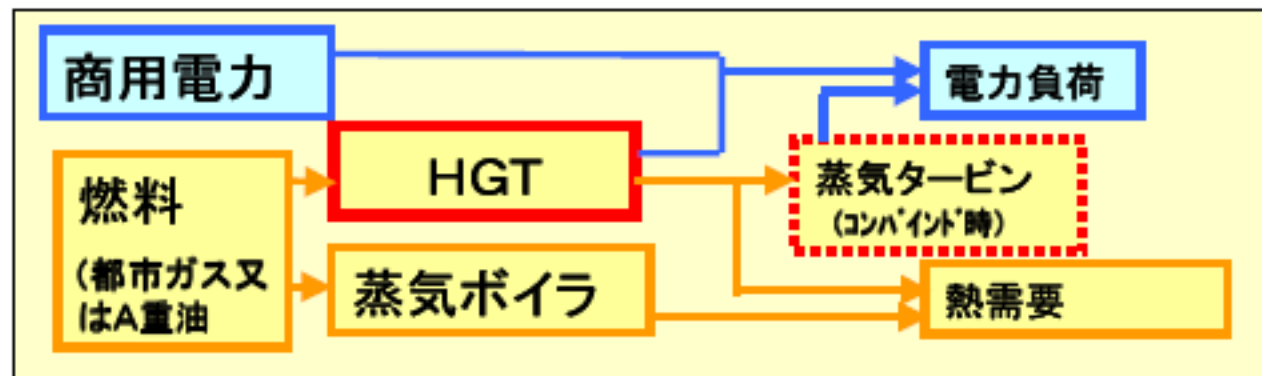 商用電力
電力負荷
HGT
蒸気タービン
(コンバインド時)
燃料
(都市ガス又
はA重油
蒸気ボイラ
熱需要